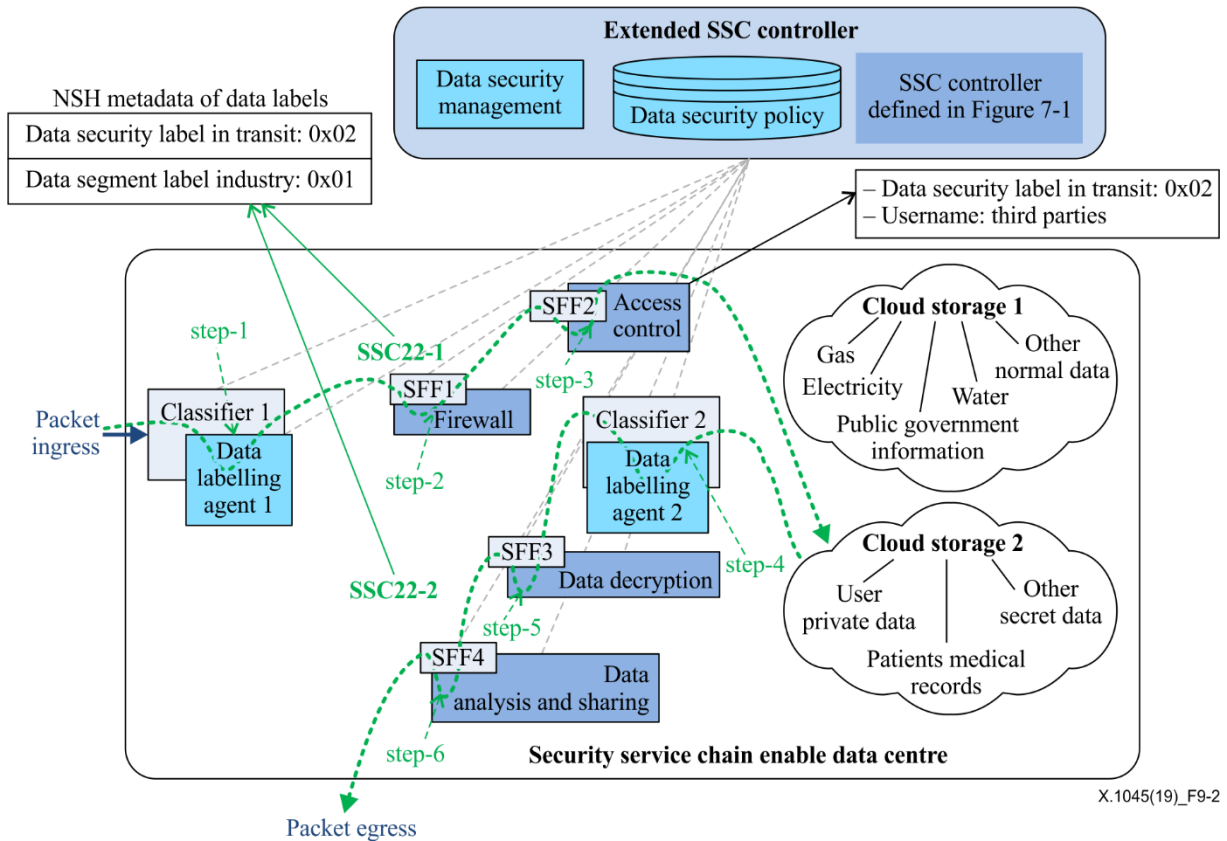 Extended SSC controller
Data security
management
Data security policy
SSC controller
defined in Figure 7-1
NSH metadata of data labels
Data security label in transit: 0x02
Data segment label industry: 0x01
– Data security label in transit: 0x02
– Username: third parties
step-1
SSC22-1
SFF2
Access
control
step-3
Cloud storage 1
Gas
Electricity
Public government
information
Water
Other
normal data
Packet
ingress
Classifier 1
Data
labelling
agent 1
SFF1
Firewall
step-2
Classifier 2
Data
labelling
agent 2
step-4
SFF3
Data decryption
step-5
SSC22-2
Cloud storage 2
User
private data
Patients medical
records
Other
secret data
SFF4
Data
analysis and sharing
step-6
Security service chain enable data centre
X.1045(19)_F9-2
Packet egress